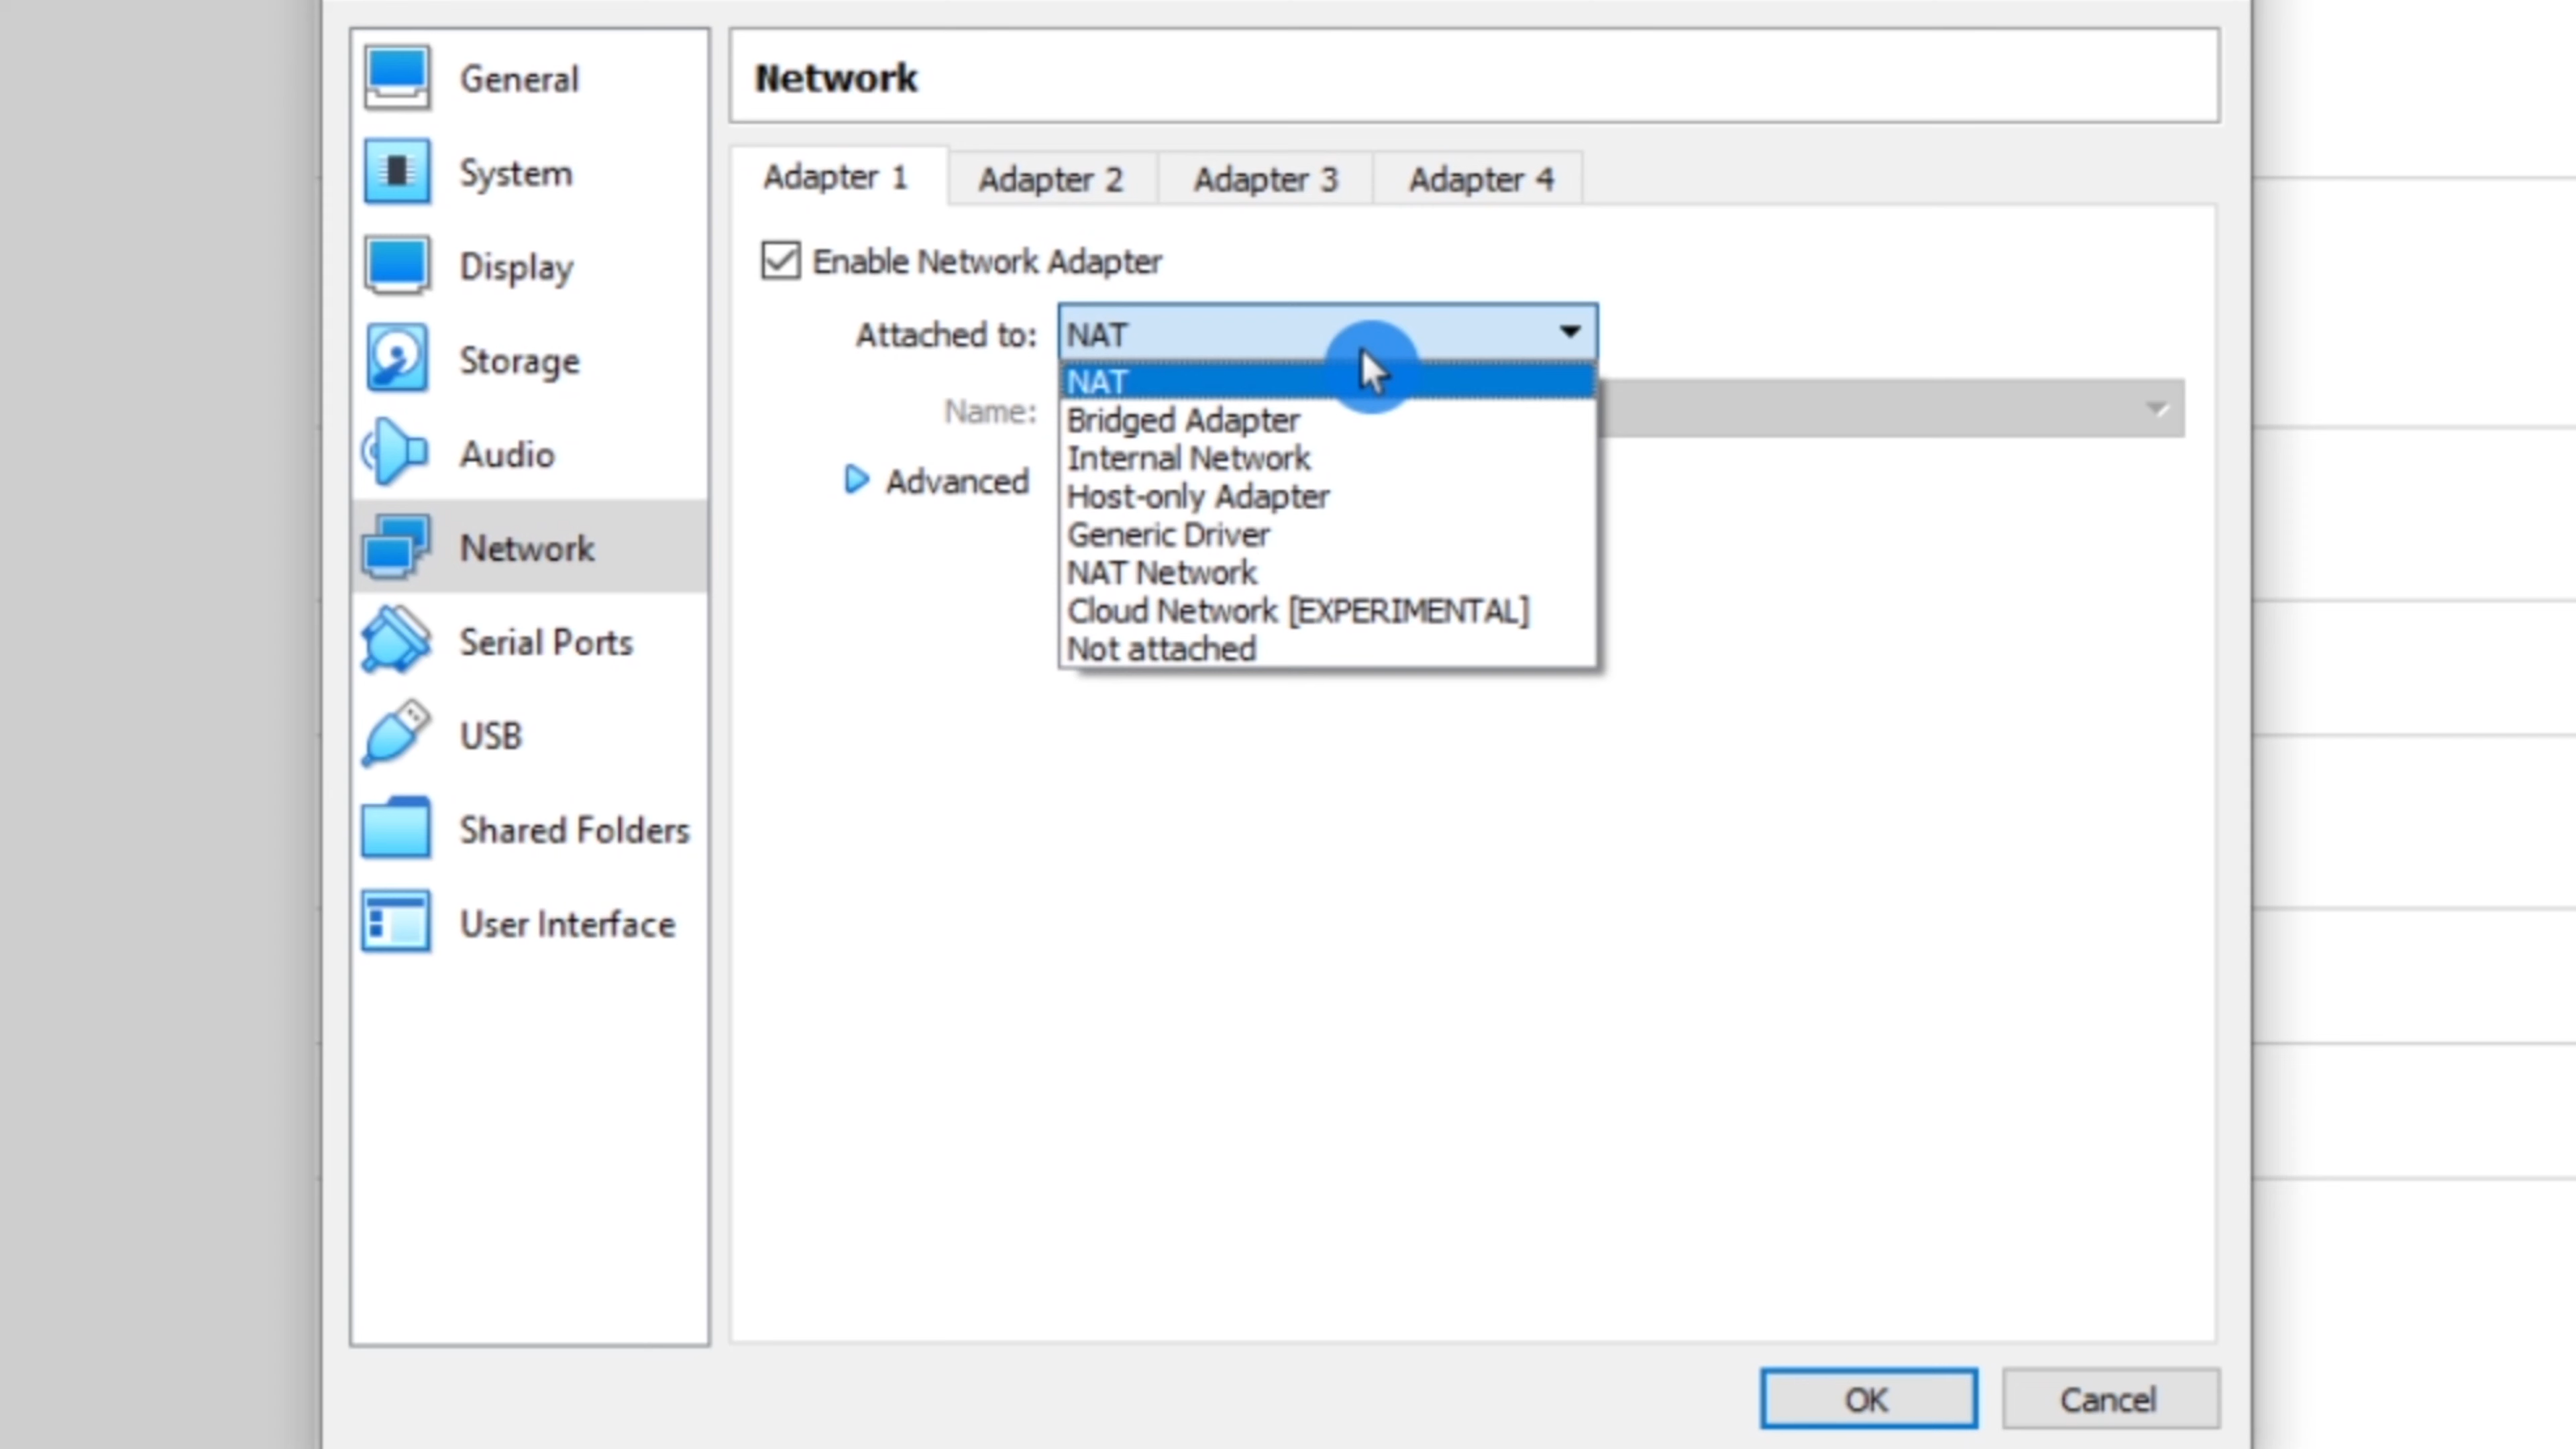 General
System
Display
Storage
Audio
Network
Serial Ports
USB
Shared Folders
User Interface
Network
Adapter 1
Adapter 2
Adapter 3
Adapter 4
Enable Network Adapter
Attached to:
NAT
NAT
Bridged Adapter
Internal Network
Host-only Adapter
Generic Driver
NAT Network
Cloud Network [EXPERIMENTAL]
Not attached
Name:
Advanced
OK
Cancel